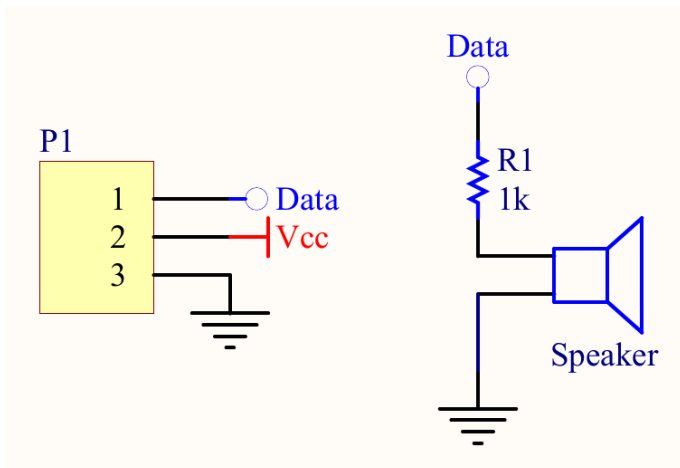 P1
1
Data
2
Vcc
3
Data
R1
1k
Speaker